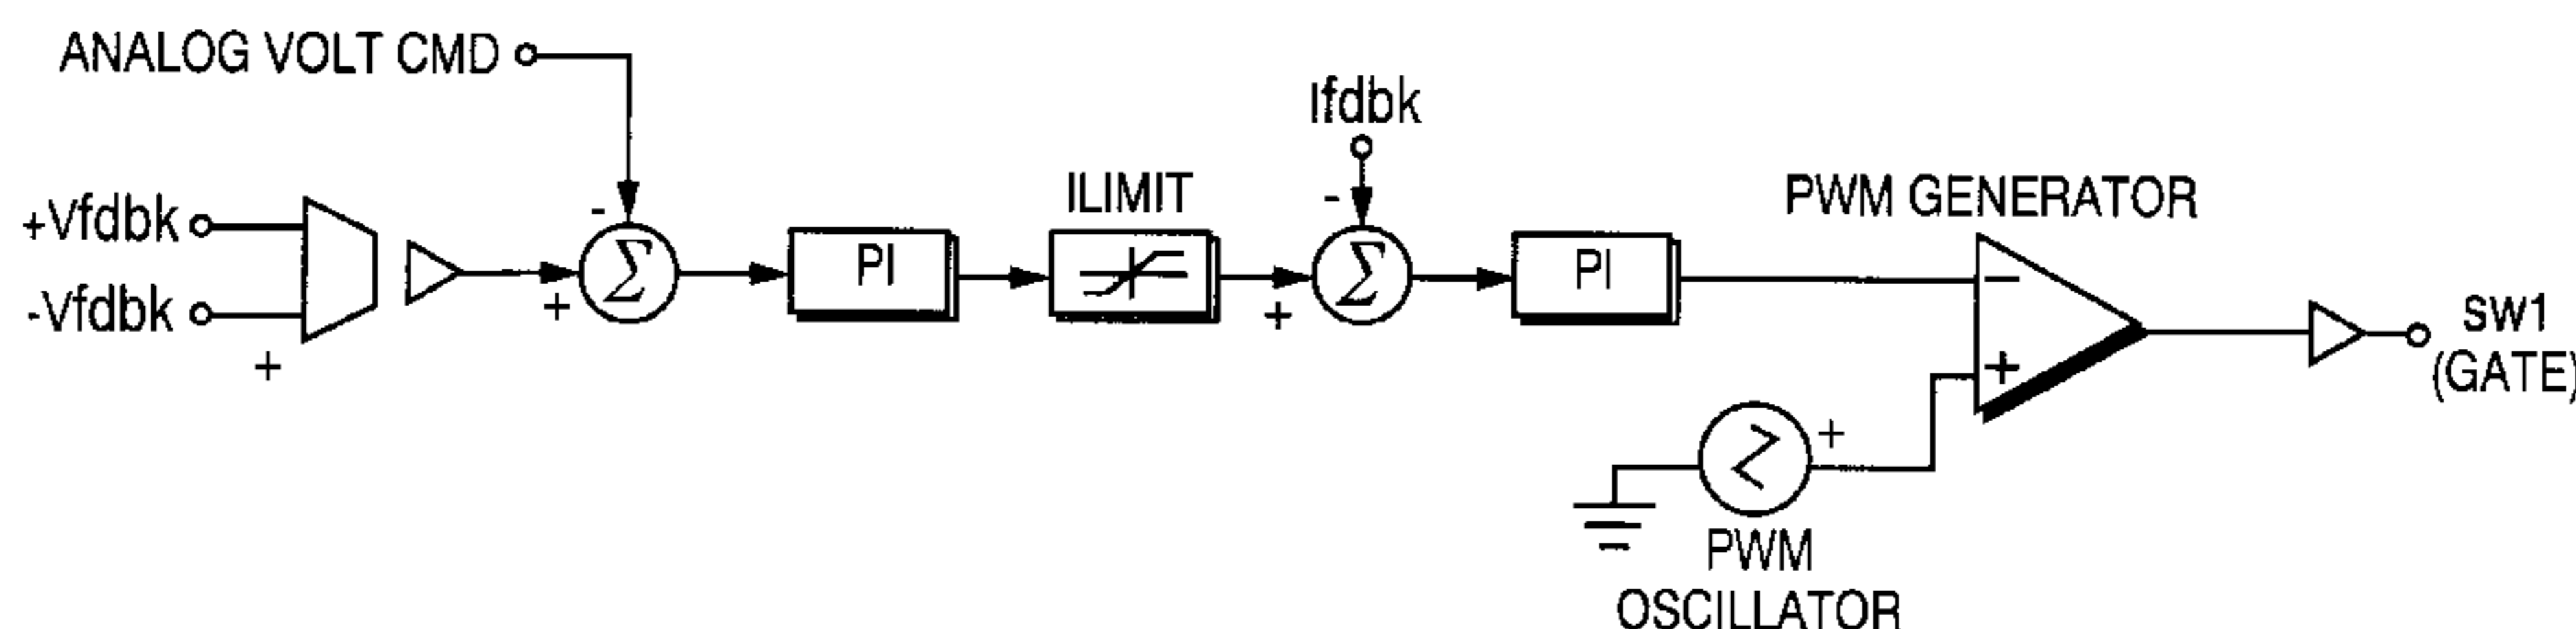 ANALOG VOLT CMD
Ifdbk
+Vfdbk
-Vfdbk
+
-
+
Σ
PI
ILIMIT
-
+
Σ
PI
PWM GENERATOR
-
+
SW1
(GATE)
+
PWM
OSCILLATOR